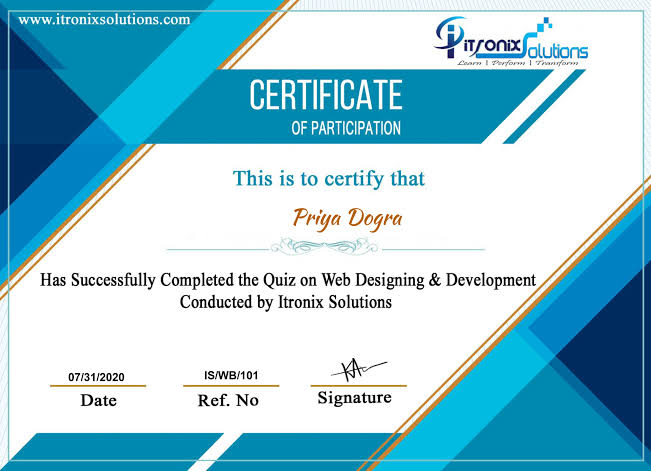 www.itronixsolutions.com
itronix Solutions
Learn | Perform | Transform
CERTIFICATE
OF PARTICIPATION
This is to certify that
Priya Dogra
Has Successfully Completed the Quiz on Web Designing & Development
Conducted by Itronix Solutions
07/31/2020 IS/WB/101
Date Ref. No Signature